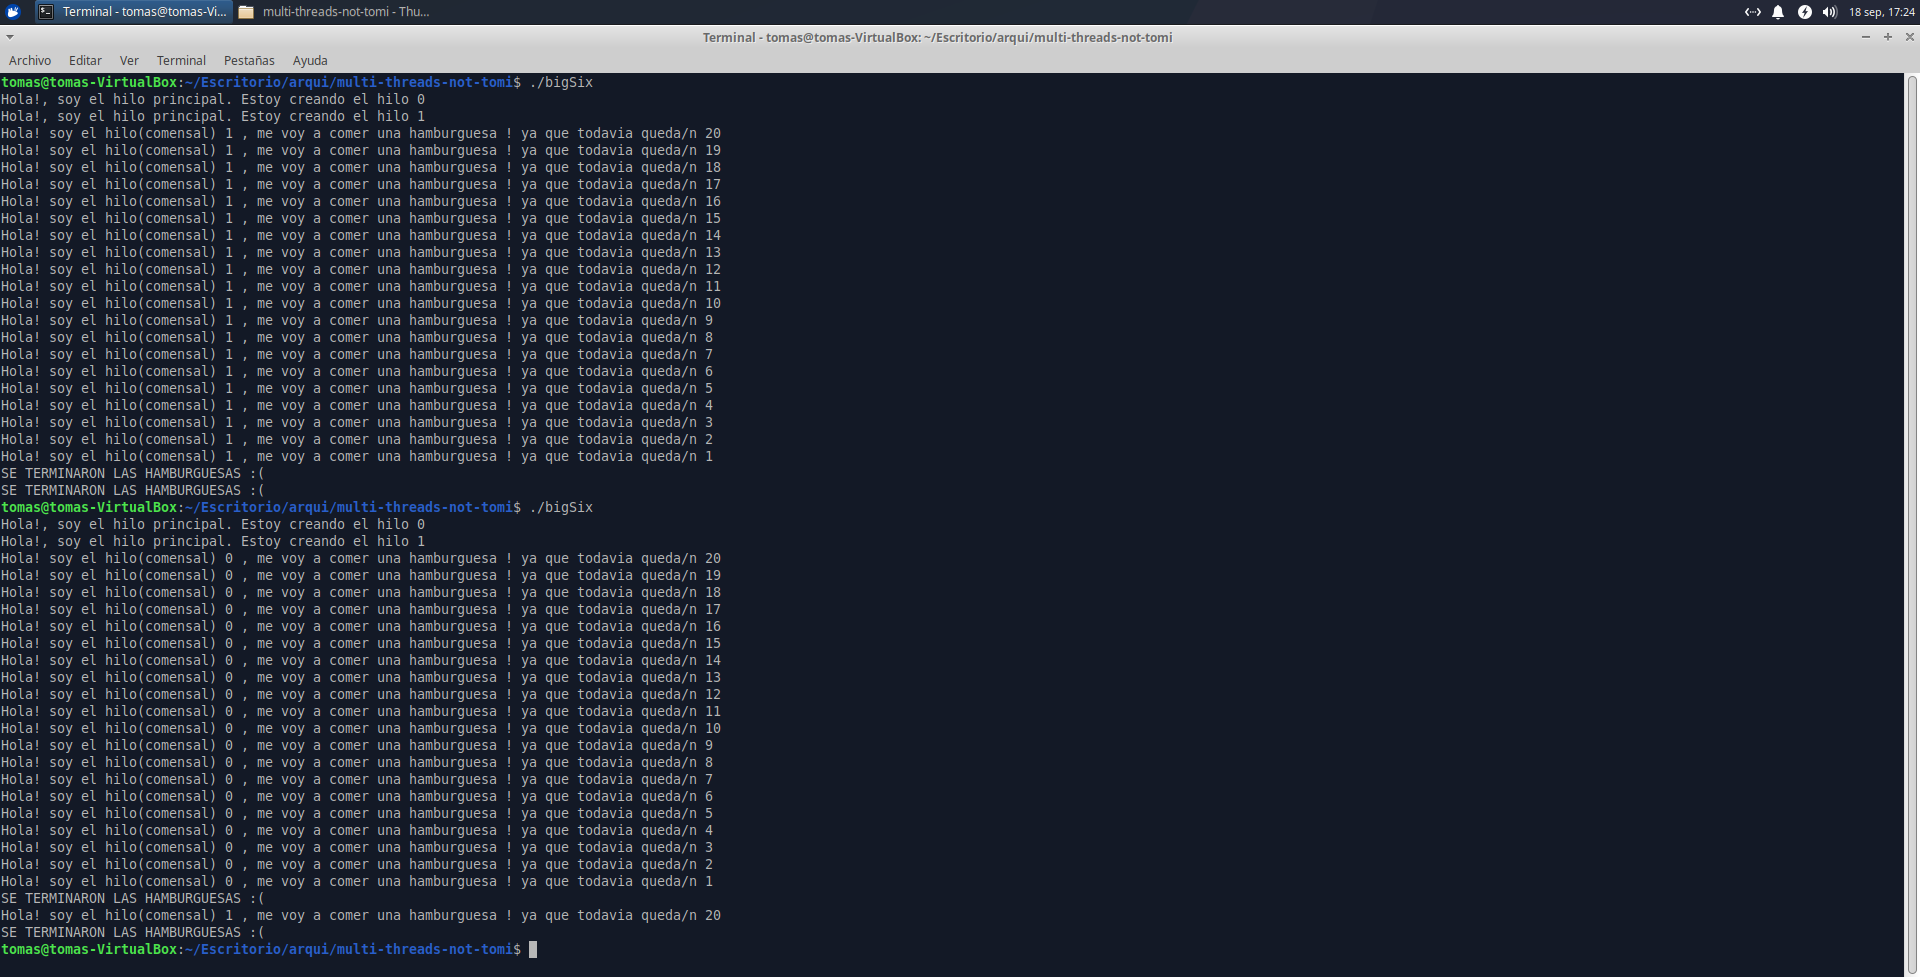 Terminal - tomas@tomas-Vi...
multi-threads-not-tomi - Thu...
18 sep, 17:24
Terminal - tomas@tomas-VirtualBox: ~/Escritorio/arqui/multi-threads-not-tomi
Archivo Editar Ver Terminal Pestañas Ayuda
tomas@tomas-VirtualBox:~/Escritorio/arqui/multi-threads-not-tomi$ ./bigSix
Hola!, soy el hilo principal. Estoy creando el hilo 0
Hola!, soy el hilo principal. Estoy creando el hilo 1
Hola! soy el hilo(comensal) 1 , me voy a comer una hamburguesa ! ya que todavia queda/n 20
Hola! soy el hilo(comensal) 1 , me voy a comer una hamburguesa ! ya que todavia queda/n 19
Hola! soy el hilo(comensal) 1 , me voy a comer una hamburguesa ! ya que todavia queda/n 18
Hola! soy el hilo(comensal) 1 , me voy a comer una hamburguesa ! ya que todavia queda/n 17
Hola! soy el hilo(comensal) 1 , me voy a comer una hamburguesa ! ya que todavia queda/n 16
Hola! soy el hilo(comensal) 1 , me voy a comer una hamburguesa ! ya que todavia queda/n 15
Hola! soy el hilo(comensal) 1 , me voy a comer una hamburguesa ! ya que todavia queda/n 14
Hola! soy el hilo(comensal) 1 , me voy a comer una hamburguesa ! ya que todavia queda/n 13
Hola! soy el hilo(comensal) 1 , me voy a comer una hamburguesa ! ya que todavia queda/n 12
Hola! soy el hilo(comensal) 1 , me voy a comer una hamburguesa ! ya que todavia queda/n 11
Hola! soy el hilo(comensal) 1 , me voy a comer una hamburguesa ! ya que todavia queda/n 10
Hola! soy el hilo(comensal) 1 , me voy a comer una hamburguesa ! ya que todavia queda/n 9
Hola! soy el hilo(comensal) 1 , me voy a comer una hamburguesa ! ya que todavia queda/n 8
Hola! soy el hilo(comensal) 1 , me voy a comer una hamburguesa ! ya que todavia queda/n 7
Hola! soy el hilo(comensal) 1 , me voy a comer una hamburguesa ! ya que todavia queda/n 6
Hola! soy el hilo(comensal) 1 , me voy a comer una hamburguesa ! ya que todavia queda/n 5
Hola! soy el hilo(comensal) 1 , me voy a comer una hamburguesa ! ya que todavia queda/n 4
Hola! soy el hilo(comensal) 1 , me voy a comer una hamburguesa ! ya que todavia queda/n 3
Hola! soy el hilo(comensal) 1 , me voy a comer una hamburguesa ! ya que todavia queda/n 2
Hola! soy el hilo(comensal) 1 , me voy a comer una hamburguesa ! ya que todavia queda/n 1
SE TERMINARON LAS HAMBURGUESAS :(
SE TERMINARON LAS HAMBURGUESAS :(
tomas@tomas-VirtualBox:~/Escritorio/arqui/multi-threads-not-tomi$ ./bigSix
Hola!, soy el hilo principal. Estoy creando el hilo 0
Hola!, soy el hilo principal. Estoy creando el hilo 1
Hola! soy el hilo(comensal) 0 , me voy a comer una hamburguesa ! ya que todavia queda/n 20
Hola! soy el hilo(comensal) 0 , me voy a comer una hamburguesa ! ya que todavia queda/n 19
Hola! soy el hilo(comensal) 0 , me voy a comer una hamburguesa ! ya que todavia queda/n 18
Hola! soy el hilo(comensal) 0 , me voy a comer una hamburguesa ! ya que todavia queda/n 17
Hola! soy el hilo(comensal) 0 , me voy a comer una hamburguesa ! ya que todavia queda/n 16
Hola! soy el hilo(comensal) 0 , me voy a comer una hamburguesa ! ya que todavia queda/n 15
Hola! soy el hilo(comensal) 0 , me voy a comer una hamburguesa ! ya que todavia queda/n 14
Hola! soy el hilo(comensal) 0 , me voy a comer una hamburguesa ! ya que todavia queda/n 13
Hola! soy el hilo(comensal) 0 , me voy a comer una hamburguesa ! ya que todavia queda/n 12
Hola! soy el hilo(comensal) 0 , me voy a comer una hamburguesa ! ya que todavia queda/n 11
Hola! soy el hilo(comensal) 0 , me voy a comer una hamburguesa ! ya que todavia queda/n 10
Hola! soy el hilo(comensal) 0 , me voy a comer una hamburguesa ! ya que todavia queda/n 9
Hola! soy el hilo(comensal) 0 , me voy a comer una hamburguesa ! ya que todavia queda/n 8
Hola! soy el hilo(comensal) 0 , me voy a comer una hamburguesa ! ya que todavia queda/n 7
Hola! soy el hilo(comensal) 0 , me voy a comer una hamburguesa ! ya que todavia queda/n 6
Hola! soy el hilo(comensal) 0 , me voy a comer una hamburguesa ! ya que todavia queda/n 5
Hola! soy el hilo(comensal) 0 , me voy a comer una hamburguesa ! ya que todavia queda/n 4
Hola! soy el hilo(comensal) 0 , me voy a comer una hamburguesa ! ya que todavia queda/n 3
Hola! soy el hilo(comensal) 0 , me voy a comer una hamburguesa ! ya que todavia queda/n 2
Hola! soy el hilo(comensal) 0 , me voy a comer una hamburguesa ! ya que todavia queda/n 1
SE TERMINARON LAS HAMBURGUESAS :(
Hola! soy el hilo(comensal) 1 , me voy a comer una hamburguesa ! ya que todavia queda/n 20
SE TERMINARON LAS HAMBURGUESAS :(
tomas@tomas-VirtualBox:~/Escritorio/arqui/multi-threads-not-tomi$